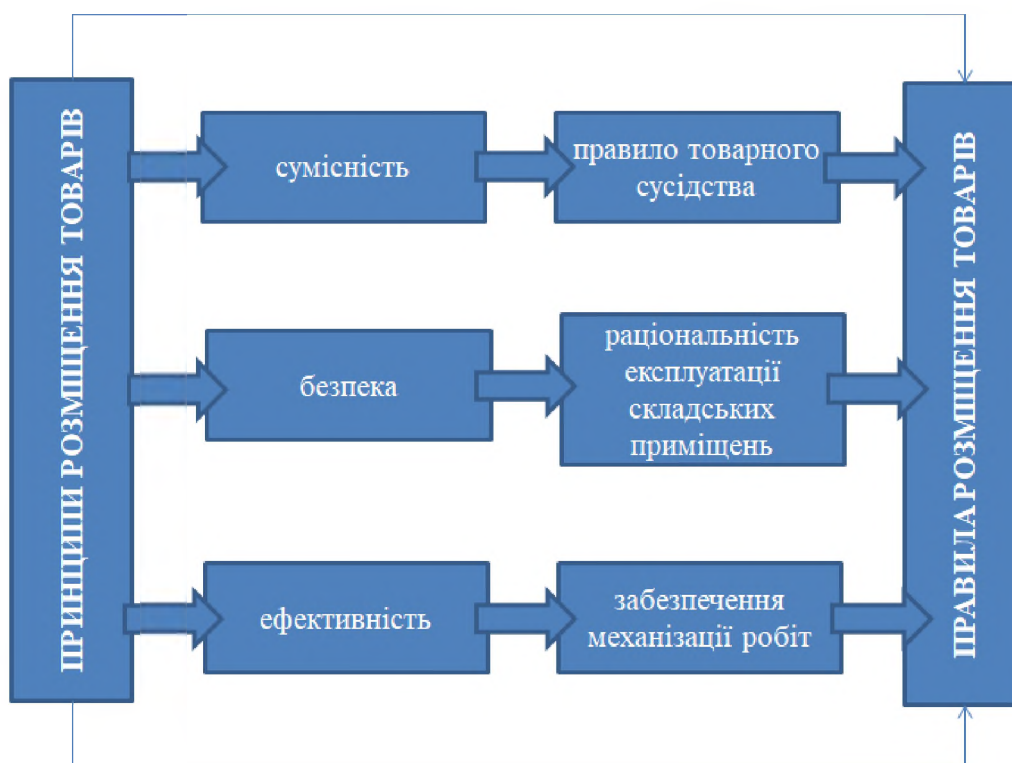 ПРИНЦИПИ РОЗМІЩЕННЯ ТОВАРІВ
сумісність
правило товарного
сусідства
безпека
раціональність
експлуатації
складських
приміщень
ефективність
забезпечення
механізації робіт
ПРАВИЛА РОЗМІЩЕННЯ ТОВАРІВ